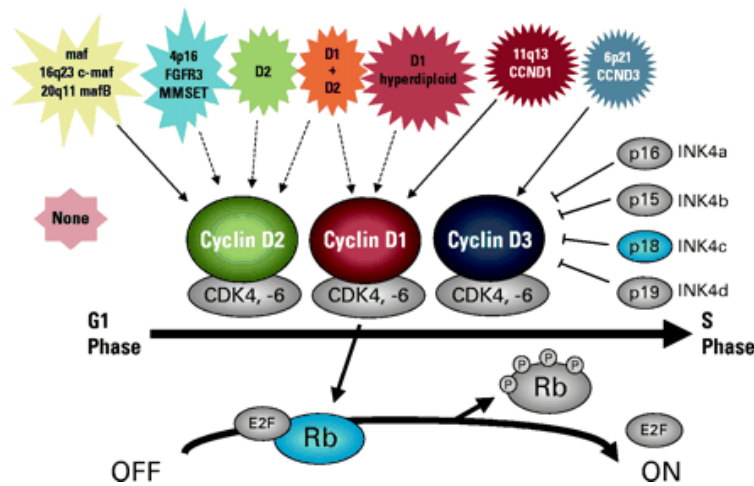 maf
16q23 c-maf
20q11 mafB
4p16
FGFR3
MMSET
D2
D1
+
D2
D1
hyperdiploid
11q13
CCND1
6p21
CCND3
p16 INK4a
p15 INK4b
p18 INK4c
p19 INK4d
None
Cyclin D2
Cyclin D1
Cyclin D3
CDK4, -6
CDK4, -6
CDK4, -6
G1
Phase
S
Phase
P
P
P
P
Rb
E2F
Rb
E2F
OFF
ON